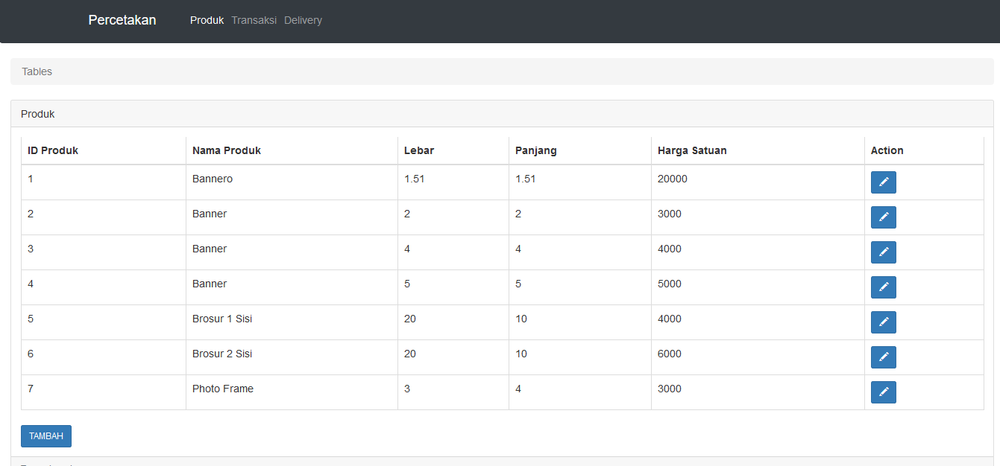 Percetakan Produk Transaksi Delivery
Tables
Produk
ID Produk Nama Produk Lebar Panjang Harga Satuan Action
1 Bannero 1.51 1.51 20000
2 Banner 2 2 3000
3 Banner 4 4 4000
4 Banner 5 5 5000
5 Brosur 1 Sisi 20 10 4000
6 Brosur 2 Sisi 20 10 6000
7 Photo Frame 3 4 3000
TAMBAH